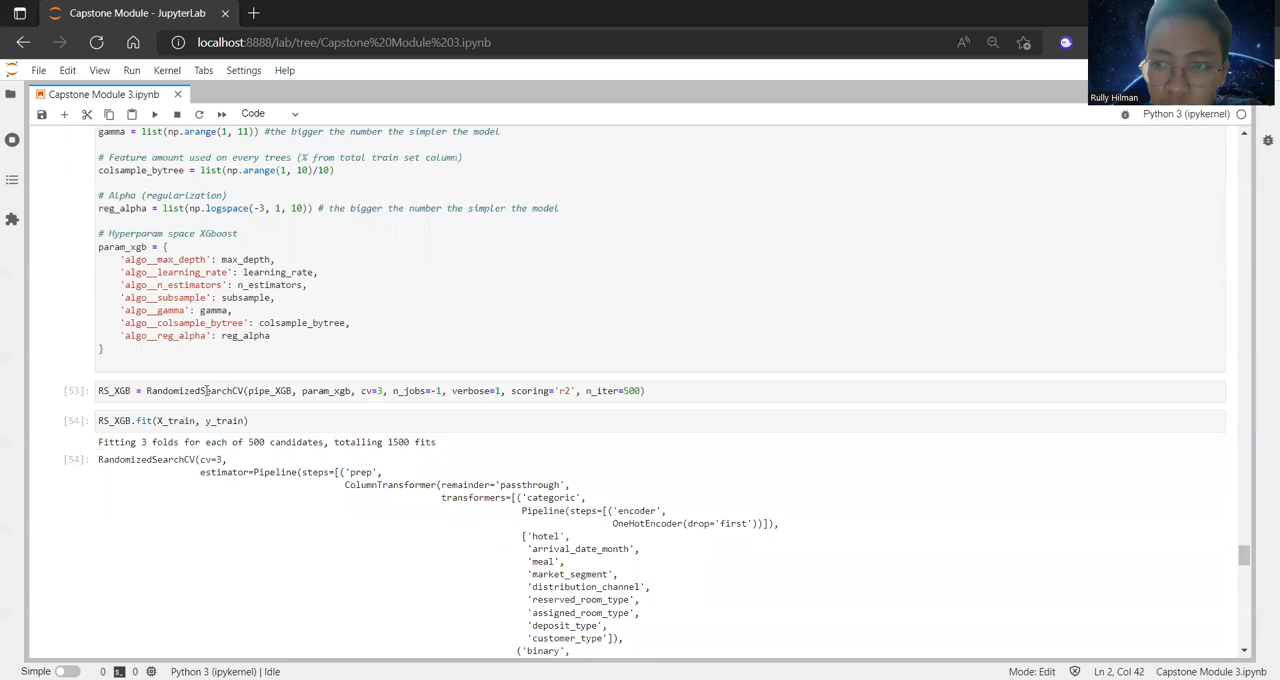 Capstone Module - JupyterLab
localhost:8888/lab/tree/Capstone%20Module%203.ipynb
Rully Hilman
File Edit View Run Kernel Tabs Settings Help
Capstone Module 3.ipynb
Code
Python 3 (ipykernel)
gamma = list(np.arange(1, 11)) #the bigger the number the simpler the model
# Feature amount used on every trees (% from total train set column)
colsample_bytree = list(np.arange(1, 10)/10)
# Alpha (regularization)
reg_alpha = list(np.logspace(-3, 1, 10)) # the bigger the number the simpler the model
# Hyperparam space XGboost
param_xgb = {
'algo__max_depth': max_depth,
'algo__learning_rate': learning_rate,
'algo__n_estimators': n_estimators,
'algo__subsample': subsample,
'algo__gamma': gamma,
'algo__colsample_bytree': colsample_bytree,
'algo__reg_alpha': reg_alpha
}
[53]: RS_XGB = RandomizedSearchCV(pipe_XGB, param_xgb, cv=3, n_jobs=-1, verbose=1, scoring='r2', n_iter=500)
[54]: RS_XGB.fit(X_train, y_train)
Fitting 3 folds for each of 500 candidates, totalling 1500 fits
[54]: RandomizedSearchCV(cv=3,
estimator=Pipeline(steps=[('prep',
ColumnTransformer(remainder='passthrough',
transformers=[('categoric',
Pipeline(steps=[('encoder',
OneHotEncoder(drop='first'))]),
['hotel',
'arrival_date_month',
'meal',
'market_segment',
'distribution_channel',
'reserved_room_type',
'assigned_room_type',
'deposit_type',
'customer_type']),
('binary',
Simple 0 0 Python 3 (ipykernel) | Idle Mode: Edit Ln 2, Col 42 Capstone Module 3.ipynb